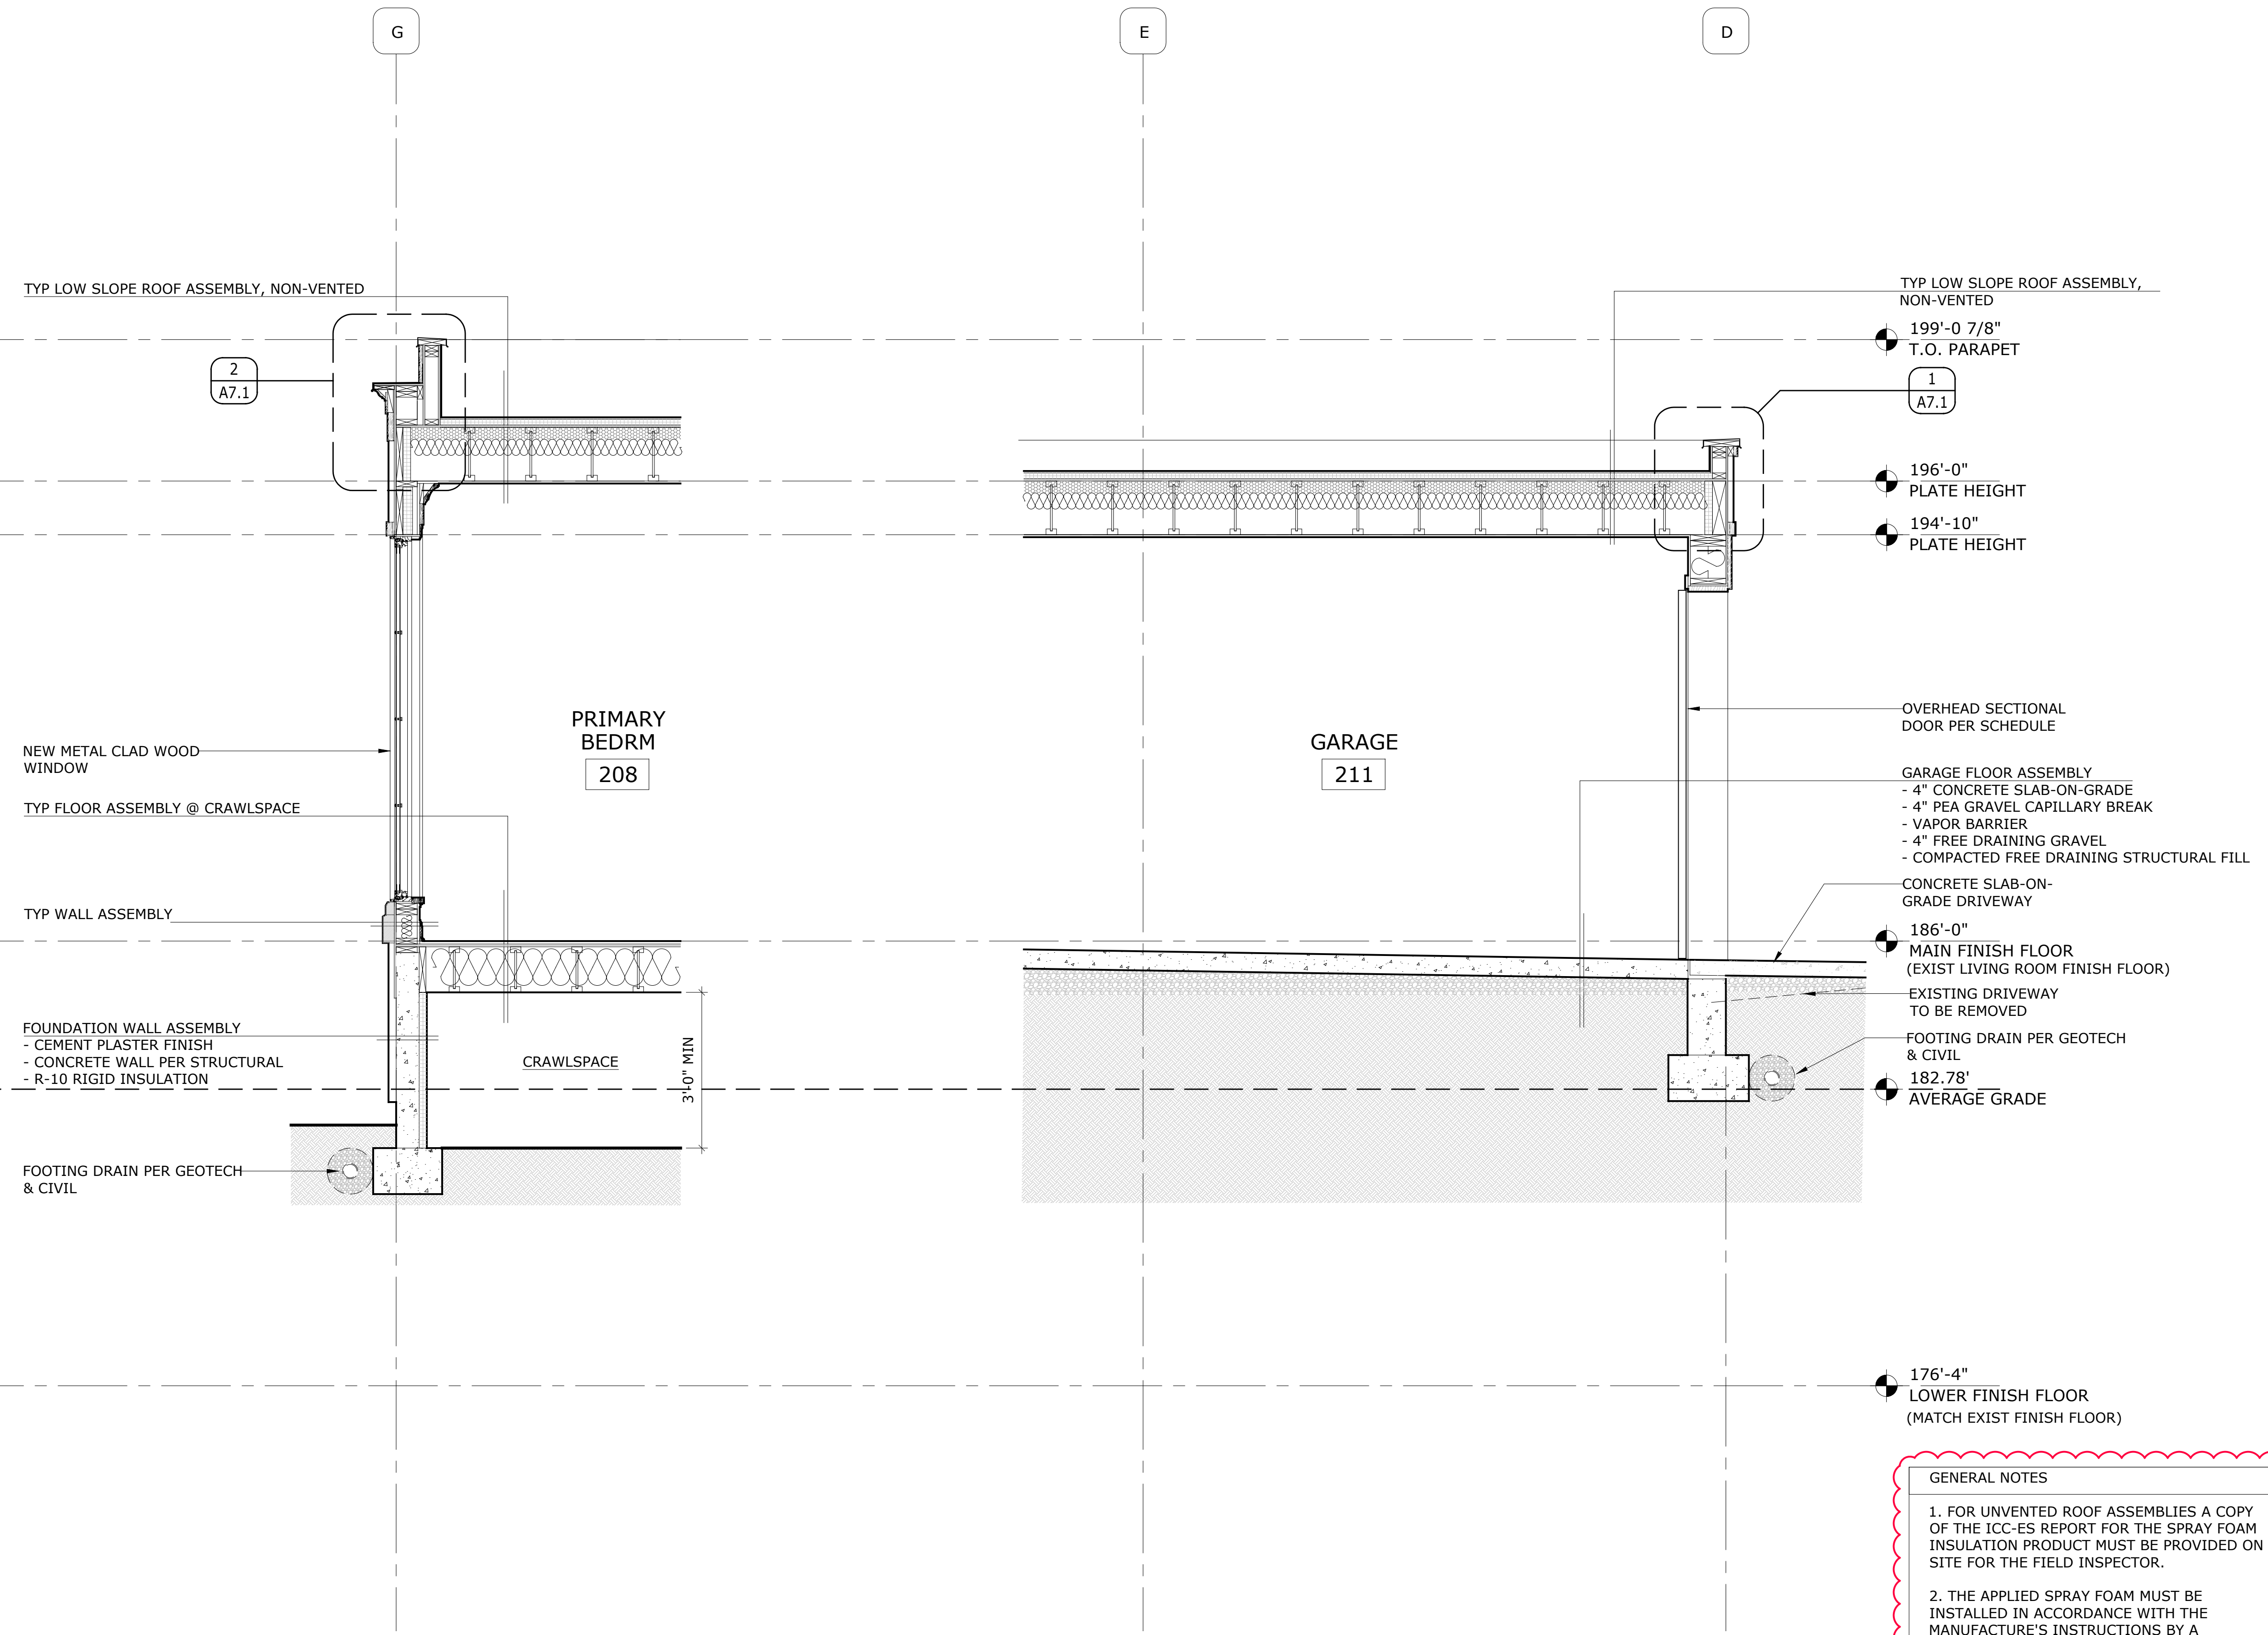 G
E
D
TYP LOW SLOPE ROOF ASSEMBLY, NON-VENTED
2
A7.1
NEW METAL CLAD WOOD
WINDOW
TYP FLOOR ASSEMBLY @ CRAWLSPACE
TYP WALL ASSEMBLY
FOUNDATION WALL ASSEMBLY
- CEMENT PLASTER FINISH
- CONCRETE WALL PER STRUCTURAL
- R-10 RIGID INSULATION
FOOTING DRAIN PER GEOTECH
& CIVIL
PRIMARY
BEDRM
208
CRAWLSPACE
3'-0" MIN
GARAGE
211
TYP LOW SLOPE ROOF ASSEMBLY,
NON-VENTED
199'-0 7/8"
T.O. PARAPET
1
A7.1
196'-0"
PLATE HEIGHT
194'-10"
PLATE HEIGHT
OVERHEAD SECTIONAL
DOOR PER SCHEDULE
GARAGE FLOOR ASSEMBLY
- 4" CONCRETE SLAB-ON-GRADE
- 4" PEA GRAVEL CAPILLARY BREAK
- VAPOR BARRIER
- 4" FREE DRAINING GRAVEL
- COMPACTED FREE DRAINING STRUCTURAL FILL
CONCRETE SLAB-ON-
GRADE DRIVEWAY
186'-0"
MAIN FINISH FLOOR
(EXIST LIVING ROOM FINISH FLOOR)
EXISTING DRIVEWAY
TO BE REMOVED
FOOTING DRAIN PER GEOTECH
& CIVIL
182.78'
AVERAGE GRADE
176'-4"
LOWER FINISH FLOOR
(MATCH EXIST FINISH FLOOR)
GENERAL NOTES
1. FOR UNVENTED ROOF ASSEMBLIES A COPY
OF THE ICC-ES REPORT FOR THE SPRAY FOAM
INSULATION PRODUCT MUST BE PROVIDED ON
SITE FOR THE FIELD INSPECTOR.
2. THE APPLIED SPRAY FOAM MUST BE
INSTALLED IN ACCORDANCE WITH THE
MANUFACTURE'S INSTRUCTIONS BY A